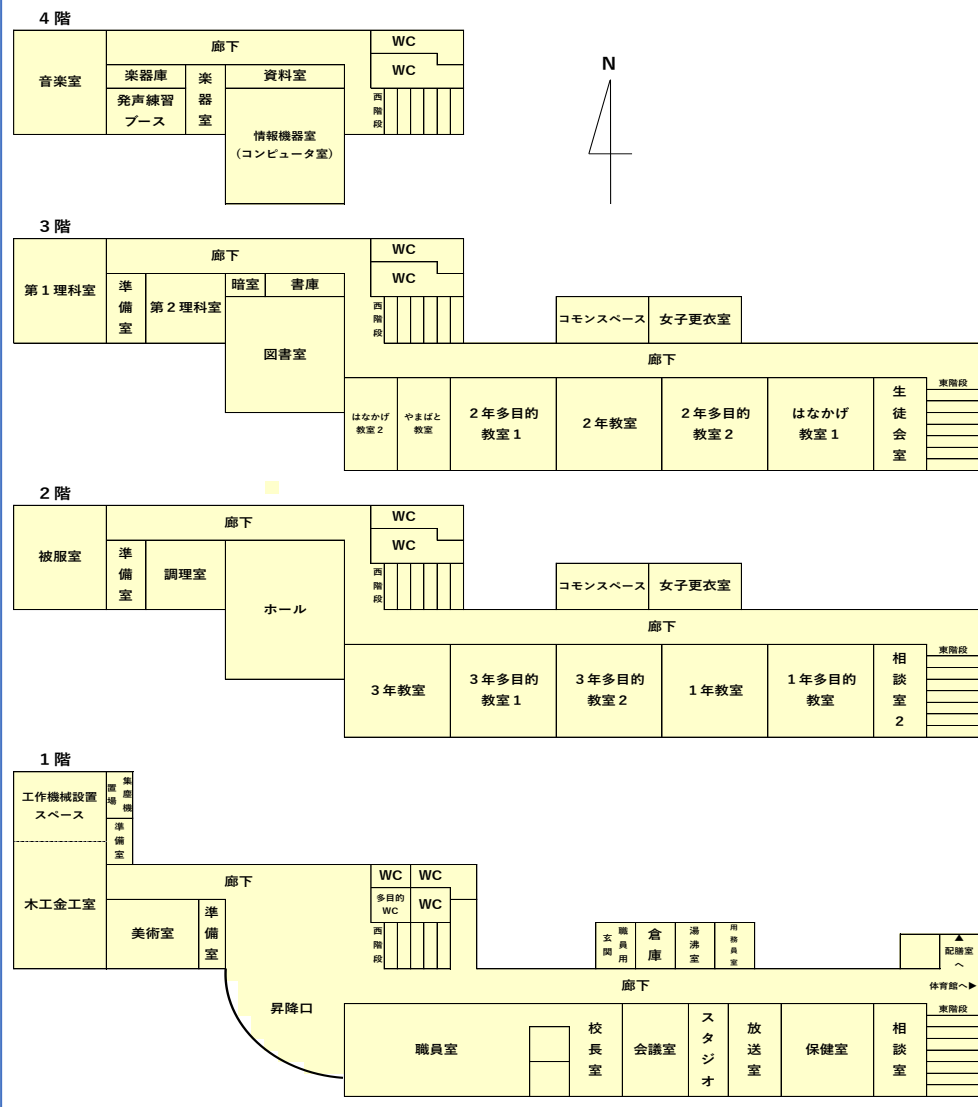 ４階
音楽室
廊下
WC
WC
楽器庫
発声練習
ブース
楽器室
資料室
情報機器室
（コンピュータ室）
西階段
N
３階
第１理科室
廊下
WC
WC
準備室
第２理科室
暗室
書庫
図書室
西階段
コモンスペース
女子更衣室
廊下
はなかげ
教室２
やまばと
教室
２年多目的
教室１
２年教室
２年多目的
教室２
はなかげ
教室１
生徒会室
東階段
２階
被服室
廊下
WC
WC
準備室
調理室
ホール
西階段
コモンスペース
女子更衣室
廊下
３年教室
３年多目的
教室１
３年多目的
教室２
１年教室
１年多目的
教室
相談室２
東階段
１階
工作機械設置
スペース
集塵機
置場
準備室
木工金工室
廊下
美術室
準備室
WC
WC
多目的
WC
WC
西階段
昇降口
職員用
玄関
倉庫
湯沸室
用務員室
▲
配膳室
へ
体育館へ▶
廊下
職員室
校長室
会議室
スタジオ
放送室
保健室
相談室
東階段